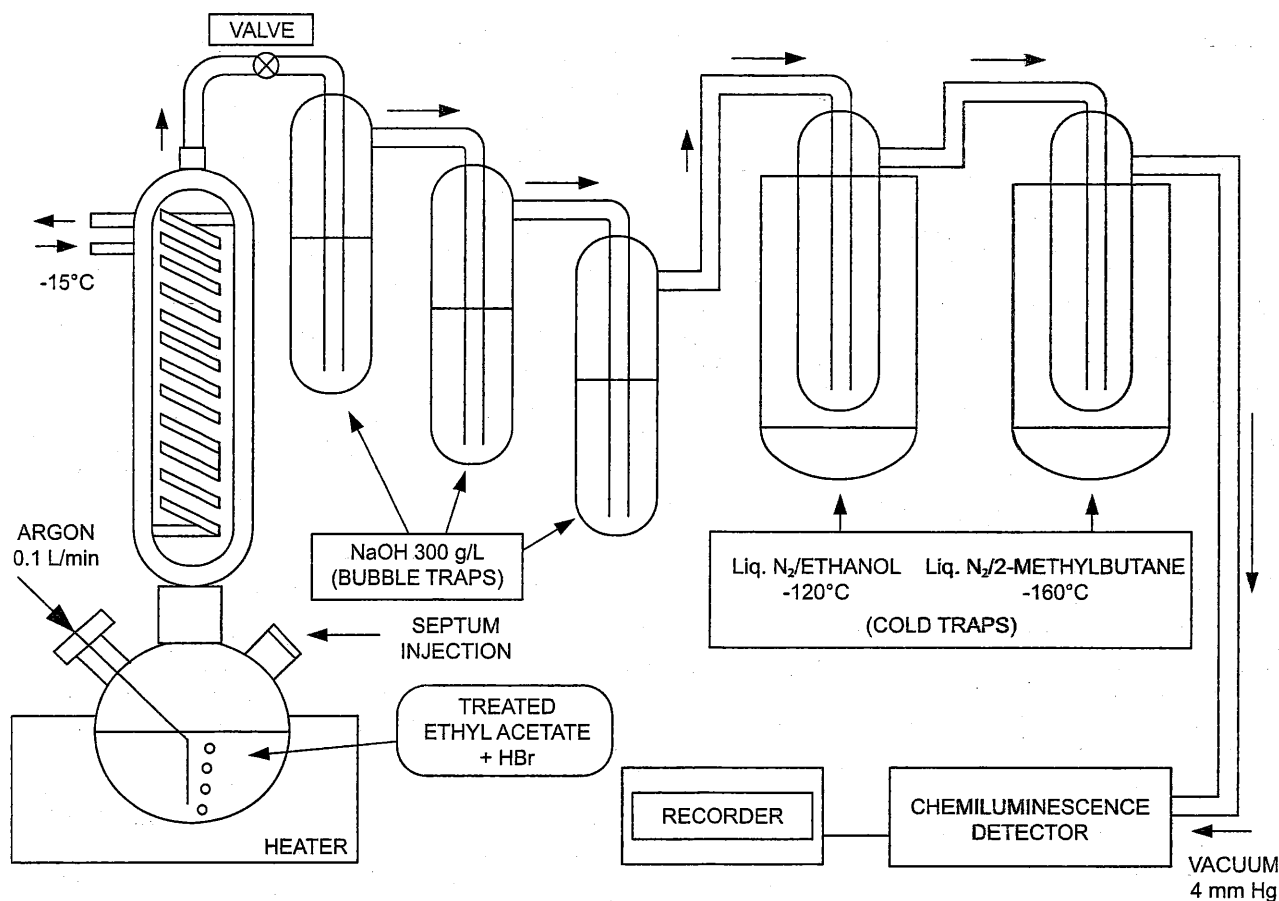 VALVE
-15°C
ARGON
0.1 L/min
NaOH 300 g/L
(BUBBLE TRAPS)
SEPTUM
INJECTION
TREATED
ETHYL ACETATE
+ HBr
HEATER
Liq. N₂/ETHANOL
-120°C
Liq. N₂/2-METHYLBUTANE
-160°C
(COLD TRAPS)
RECORDER
CHEMILUMINESCENCE
DETECTOR
VACUUM
4 mm Hg